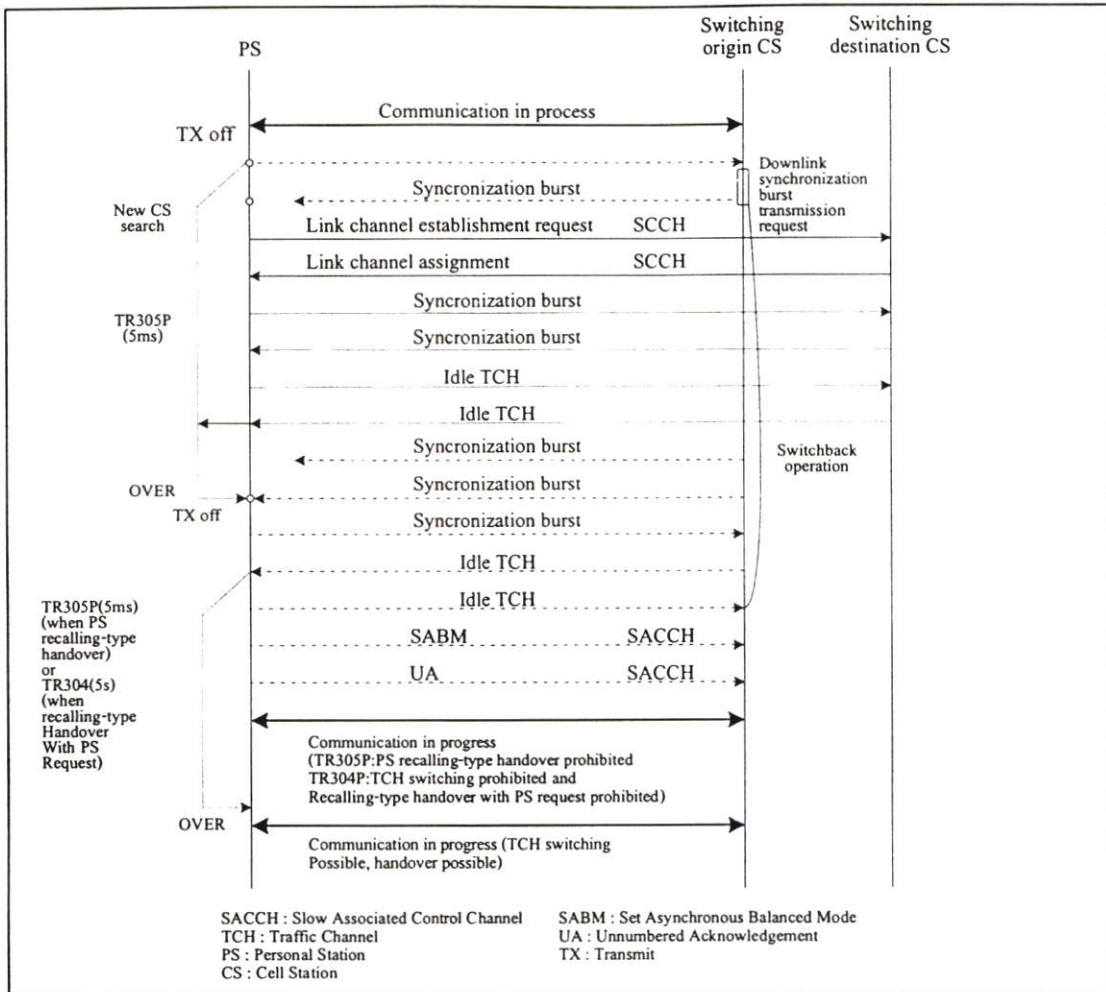 PS
Switching
origin CS
Switching
destination CS
Communication in process
TX off
Downlink
synchronization
burst
transmission
request
Syncronization burst
New CS
search
Link channel establishment request SCCH
Link channel assignment SCCH
Syncronization burst
TR305P
(5ms)
Syncronization burst
Idle TCH
Idle TCH
Syncronization burst
Switchback
operation
OVER
Syncronization burst
TX off
Syncronization burst
Idle TCH
Idle TCH
TR305P(5ms)
(when PS
recalling-type
handover)
or
TR304(5s)
(when
recalling-type
Handover
With PS
Request)
SABM SACCH
UA SACCH
Communication in progress
(TR305P:PS recalling-type handover prohibited
TR304P:TCH switching prohibited and
Recalling-type handover with PS request prohibited)
OVER
Communication in progress (TCH switching
Possible, handover possible)
SACCH : Slow Associated Control Channel
TCH : Traffic Channel
PS : Personal Station
CS : Cell Station
SABM : Set Asynchronous Balanced Mode
UA : Unnumbered Acknowledgement
TX : Transmit